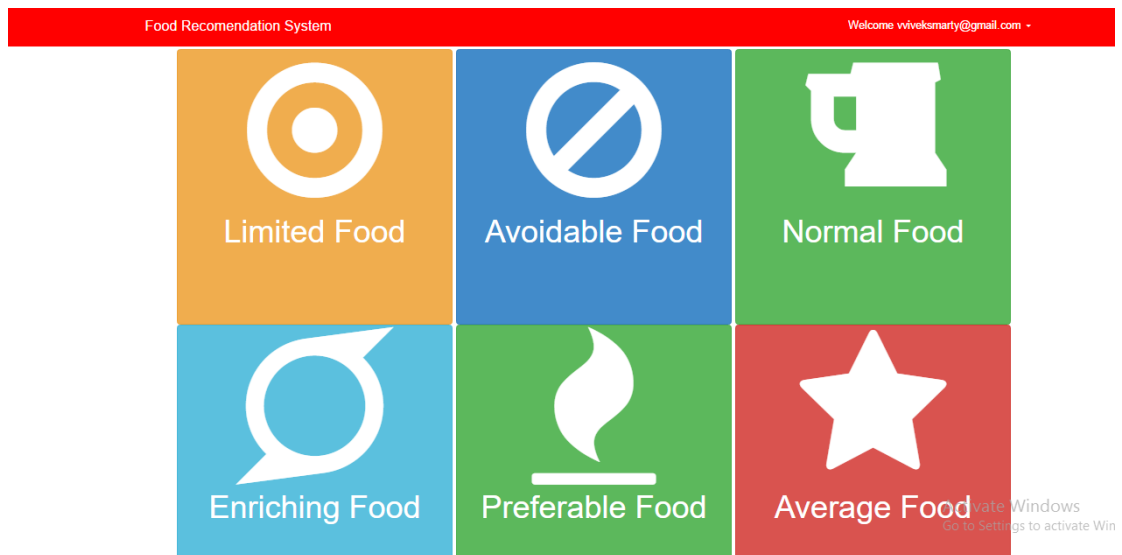 Food Recomendation System
Welcome vviveksmarty@gmail.com
Limited Food
Avoidable Food
Normal Food
Enriching Food
Preferable Food
Average Food
Activate Windows
Go to Settings to activate Win